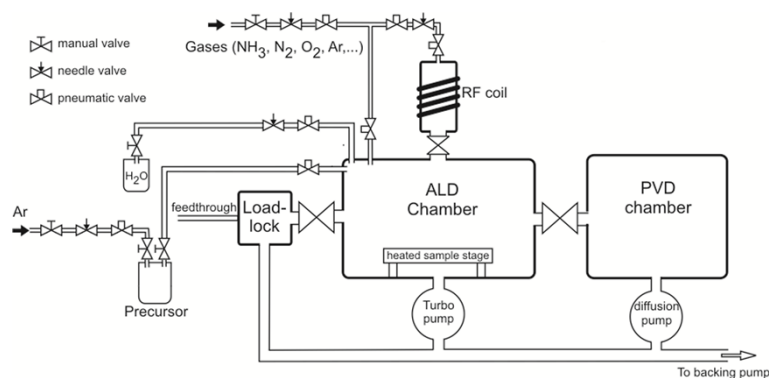 manual valve
needle valve
pneumatic valve
Gases (NH3, N2, O2, Ar,...)
RF coil
H2O
Ar
feedthrough
Load-
lock
ALD
Chamber
PVD
chamber
heated sample stage
Precursor
Turbo
pump
diffusion
pump
To backing pump